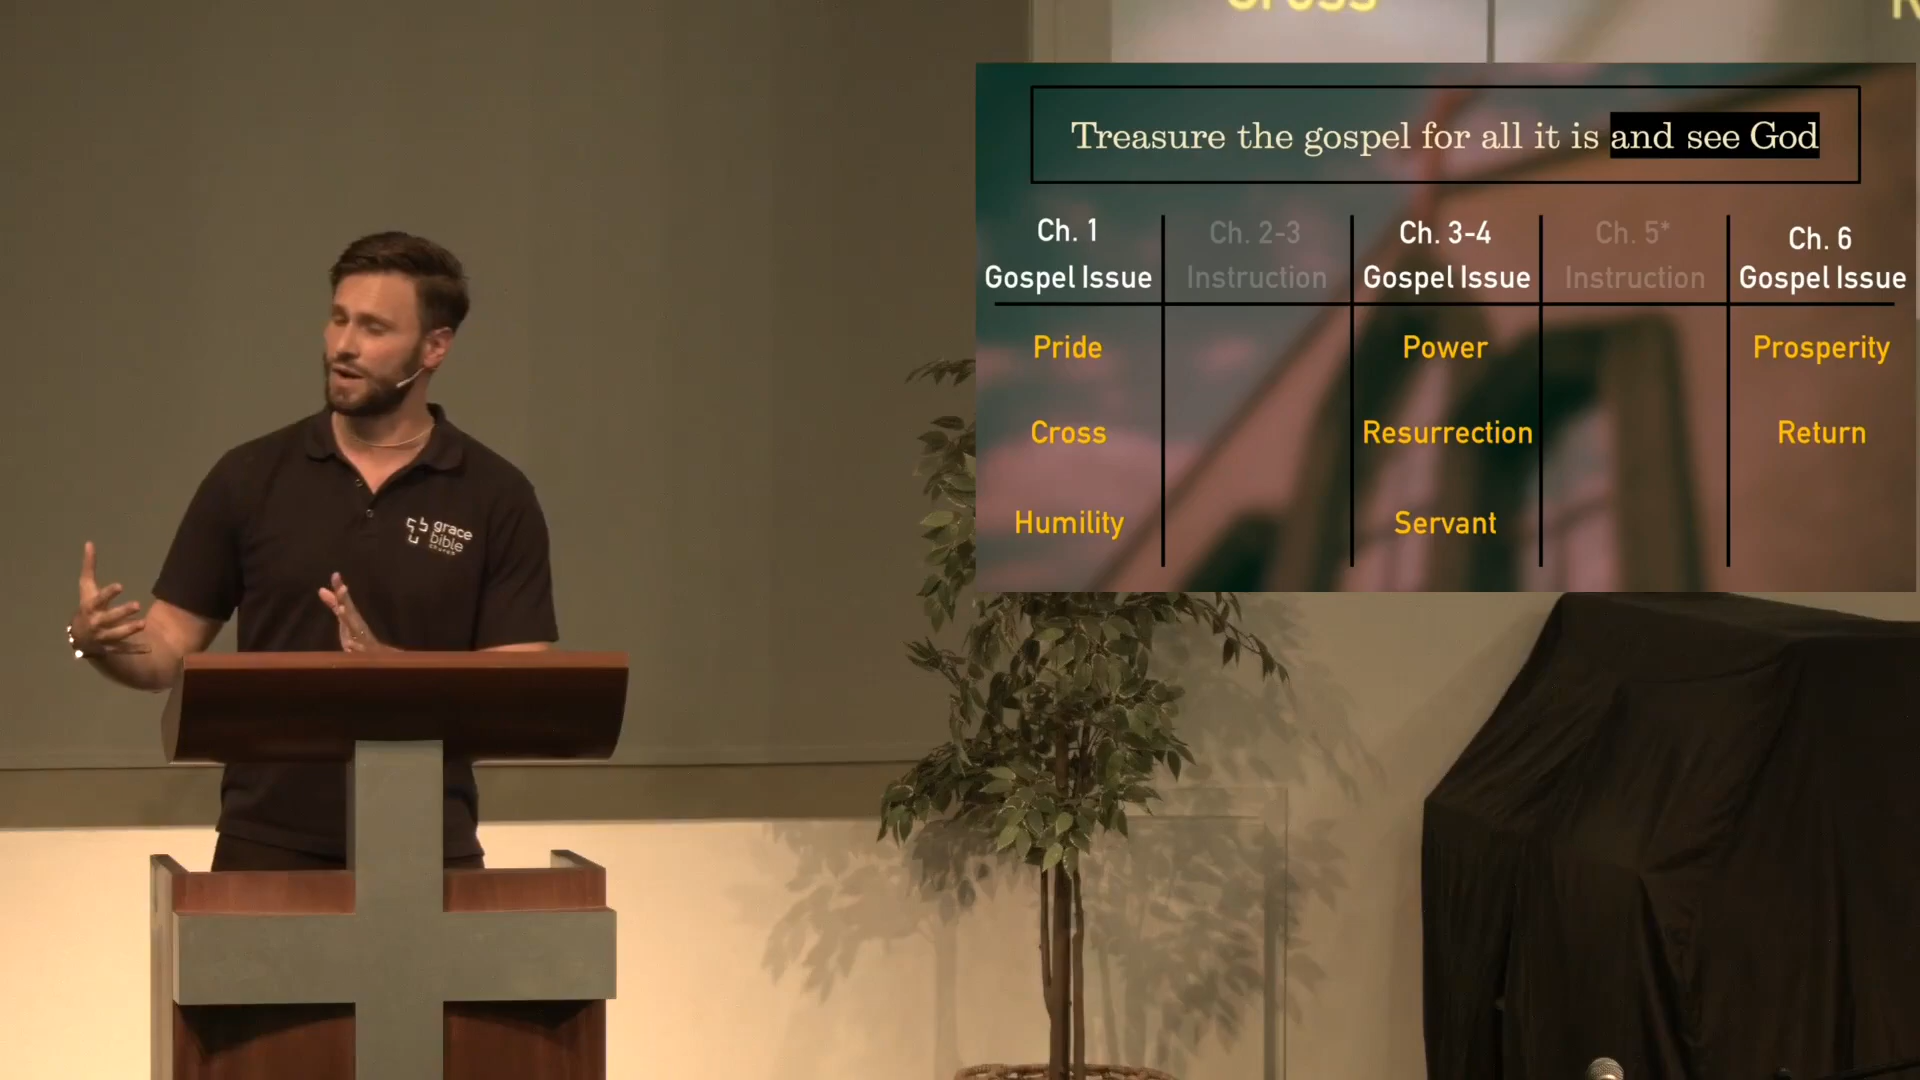 Cross
Treasure the gospel for all it is and see God
Ch. 1
Gospel Issue
Ch. 2-3
Instruction
Ch. 3-4
Gospel Issue
Ch. 5*
Instruction
Ch. 6
Gospel Issue
Pride
Power
Prosperity
Cross
Resurrection
Return
Humility
Servant
grace
bible
church